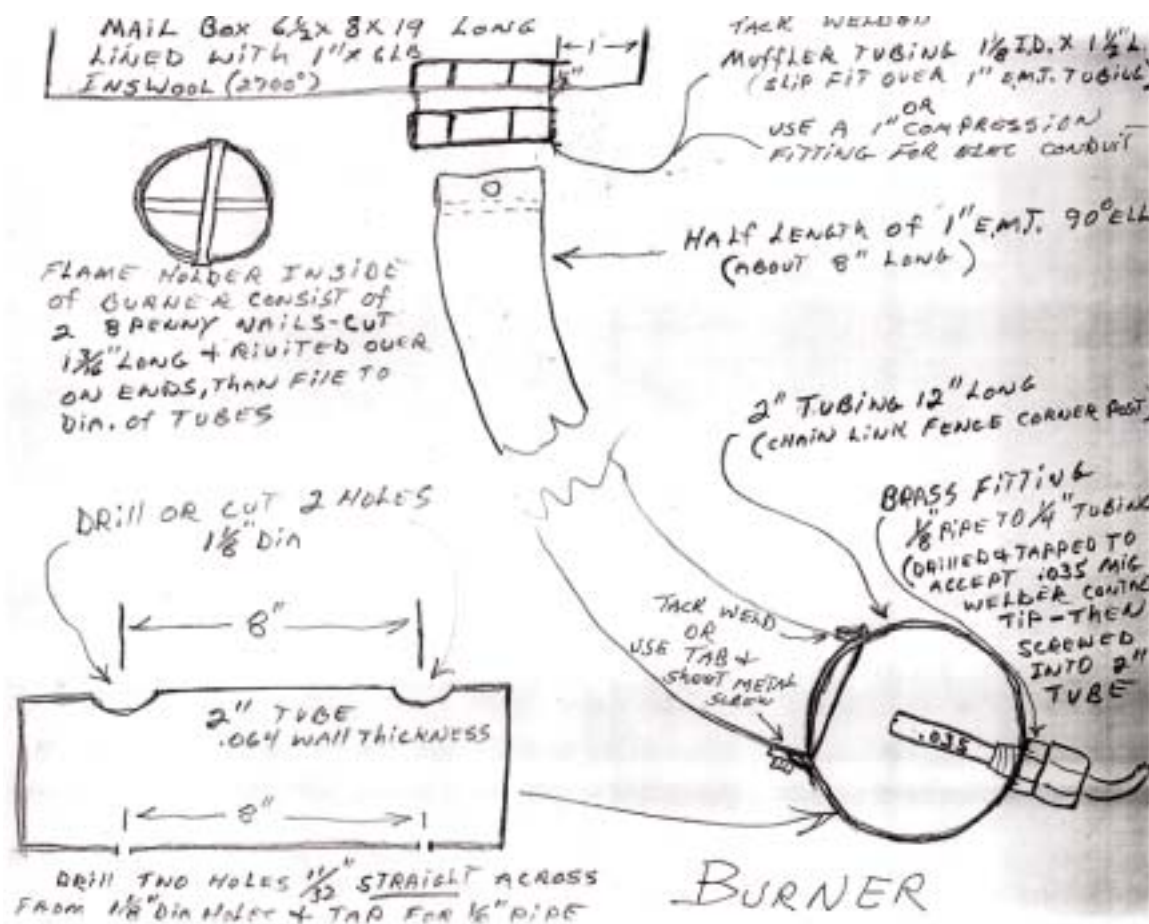 MAIL BOX 6½ x 8 x 19 LONG
LINED WITH 1" x 6LB
INSWOOL (2700°)
1"
½"
TACK WELDED
MUFFLER TUBING 1⅛ I.D. X 1½ L.
(SLIP FIT OVER 1" E.M.T. TUBING)
OR
USE A 1" COMPRESSION
FITTING FOR ELEC CONDUIT
HALF LENGTH OF 1" E.M.T. 90° ELL
(ABOUT 8" LONG)
FLAME HOLDER INSIDE
OF BURNER CONSIST OF
2 8 PENNY NAILS-CUT
1 3/16" LONG & RIVITED OVER
ON ENDS, THAN FILE TO
DIA. OF TUBES
2" TUBING 12" LONG
(CHAIN LINK FENCE CORNER POST)
BRASS FITTING
⅛" PIPE TO ¼" TUBING
(DRILLED & TAPPED TO
ACCEPT .035 MIG
WELDER CONTAC
TIP - THEN
SCREWED
INTO 2"
TUBE
DRILL OR CUT 2 HOLES
1⅛" DIA
8"
2" TUBE
.064 WALL THICKNESS
8"
TACK WELD
OR
USE TAB &
SHEET METAL
SCREW
.035
DRILL TWO HOLES 11/32" STRAIGHT ACROSS
FROM 1⅛" DIA HOLES & TAP FOR ⅛" PIPE
BURNER